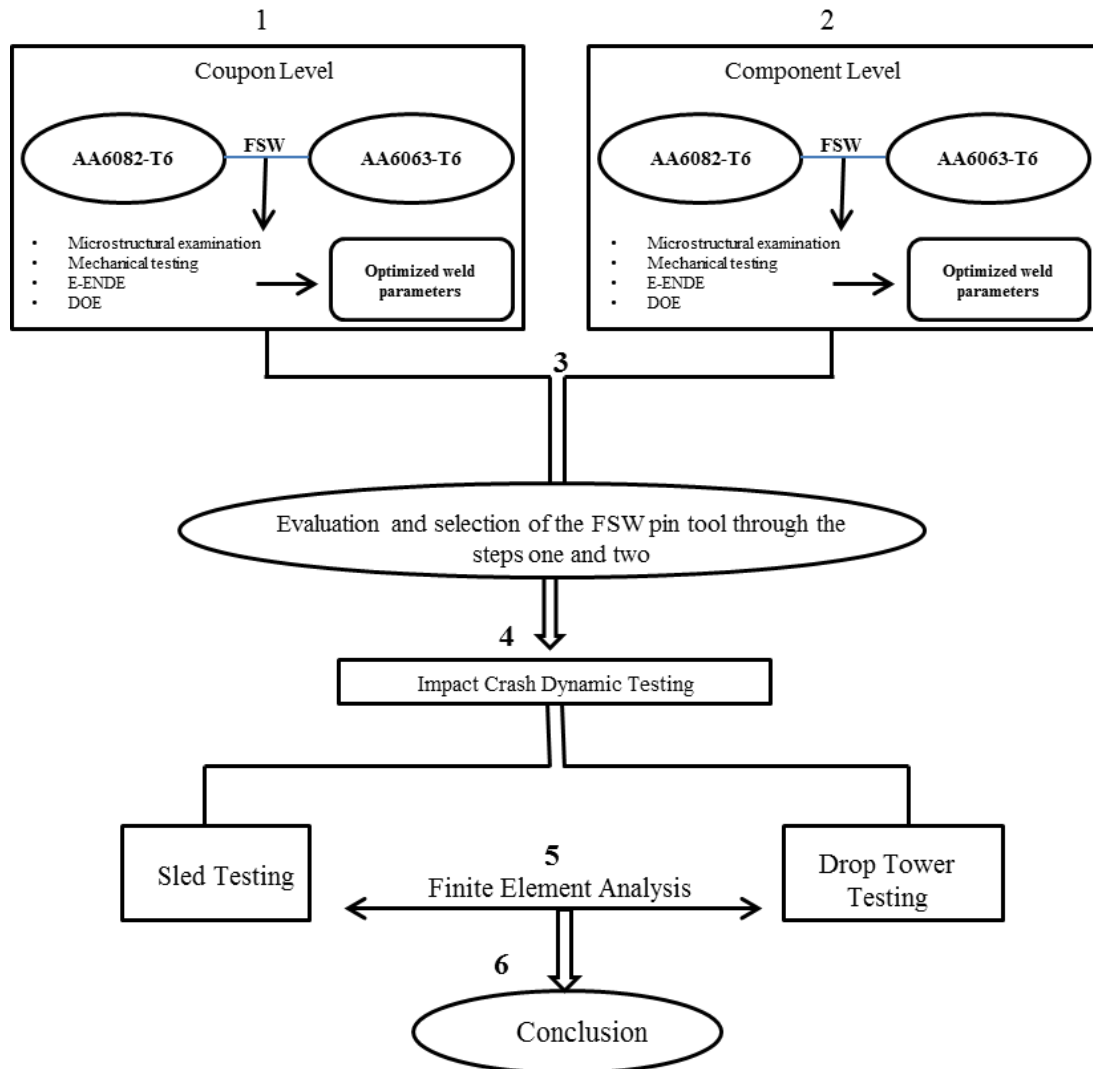 1
Coupon Level
AA6082-T6
FSW
AA6063-T6
• Microstructural examination
• Mechanical testing
• E-ENDE
• DOE
Optimized weld
parameters
2
Component Level
AA6082-T6
FSW
AA6063-T6
• Microstructural examination
• Mechanical testing
• E-ENDE
• DOE
Optimized weld
parameters
3
Evaluation and selection of the FSW pin tool through the
steps one and two
4
Impact Crash Dynamic Testing
Sled Testing
5
Finite Element Analysis
Drop Tower
Testing
6
Conclusion